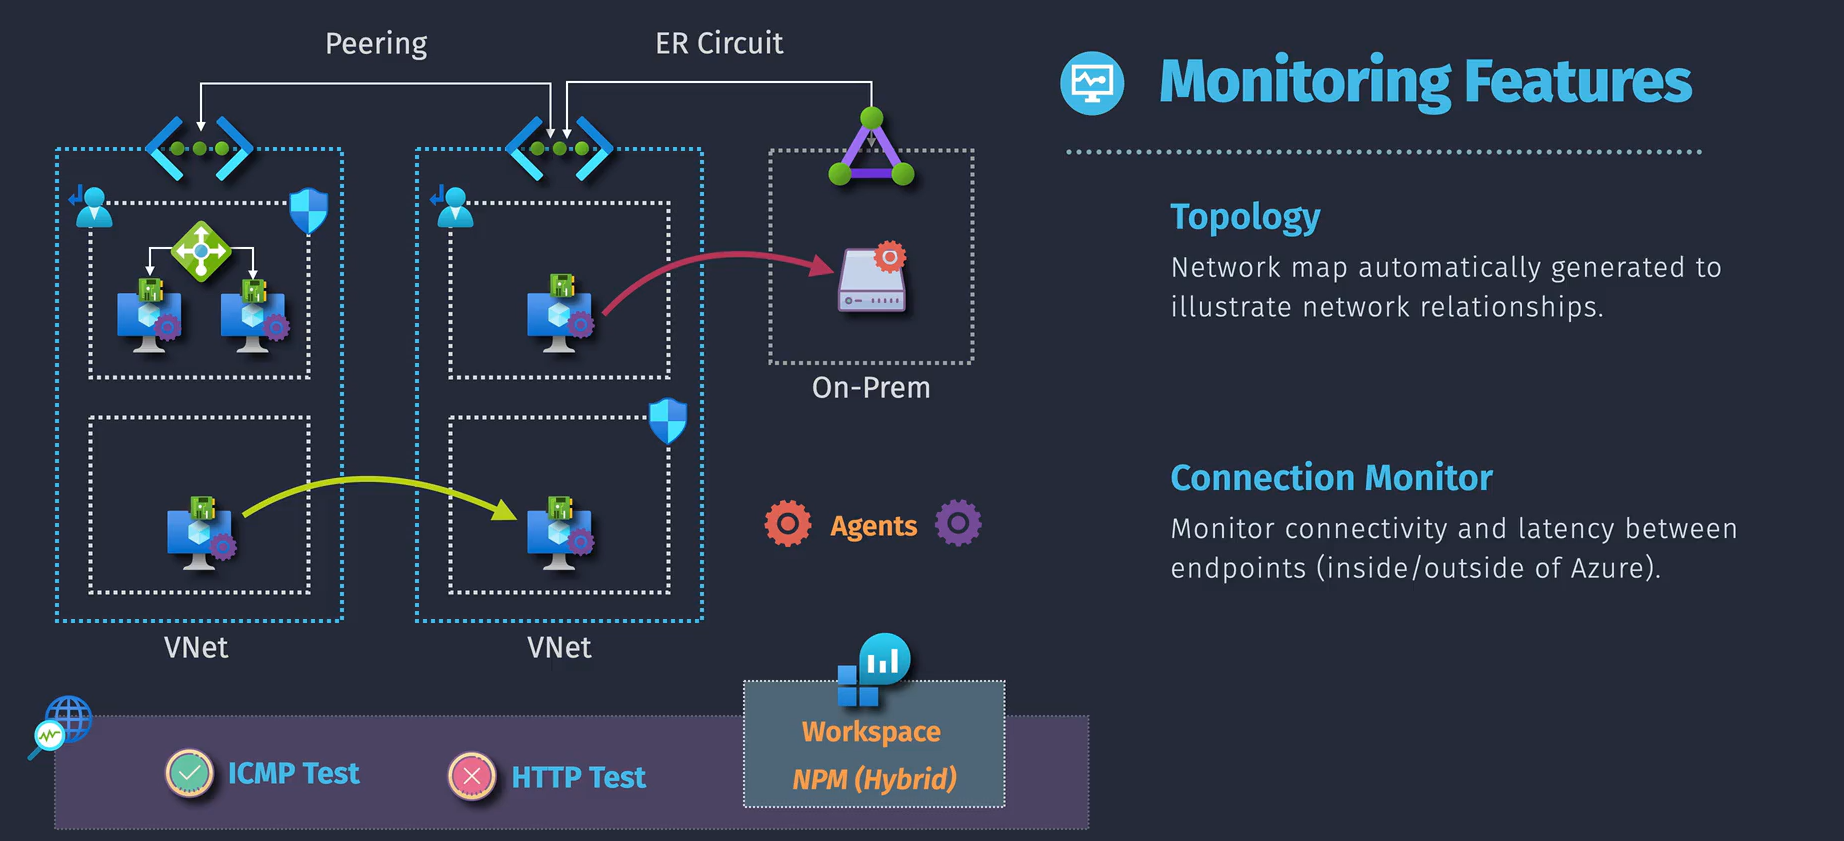 Peering
ER Circuit
Monitoring Features
Topology
Network map automatically generated to
illustrate network relationships.
On-Prem
Connection Monitor
Monitor connectivity and latency between
endpoints (inside/outside of Azure).
Agents
VNet
VNet
Workspace
NPM (Hybrid)
ICMP Test
HTTP Test